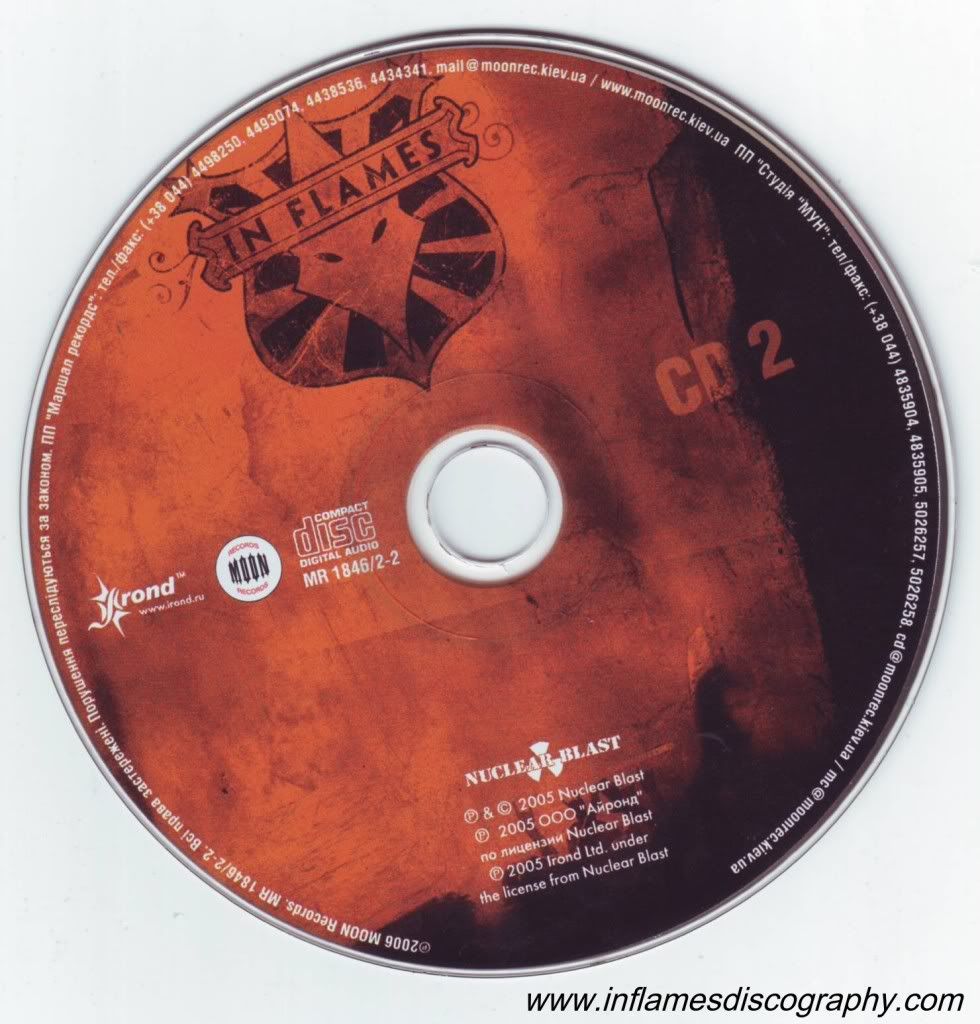 ℗2006 MOON Records. MR 1846/2-2. Всі права застережені. Порушення переслідуються за законом. ПП "Маршал рекордс": тел./факс: (+38 044) 4498250, 4493074, 4438536, 4434341. mail@moonrec.kiev.ua / www.moonrec.kiev.ua ПП "Студія "МУН": тел/факс: (+38 044) 4835904, 4835905, 5026257, 5026258. cd@moonrec.kiev.ua / mc@moonrec.kiev.ua
IN FLAMES
CD 2
COMPACT
disc
DIGITAL AUDIO
MR 1846/2-2
RECORDS
MOON
RECORDS
irond™
www.irond.ru
NUCLEAR BLAST
℗ & © 2005 Nuclear Blast
℗ 2005 ООО "Айронд"
по лицензии Nuclear Blast
℗ 2005 Irond Ltd. under
the license from Nuclear Blast
www.inflamesdiscography.com